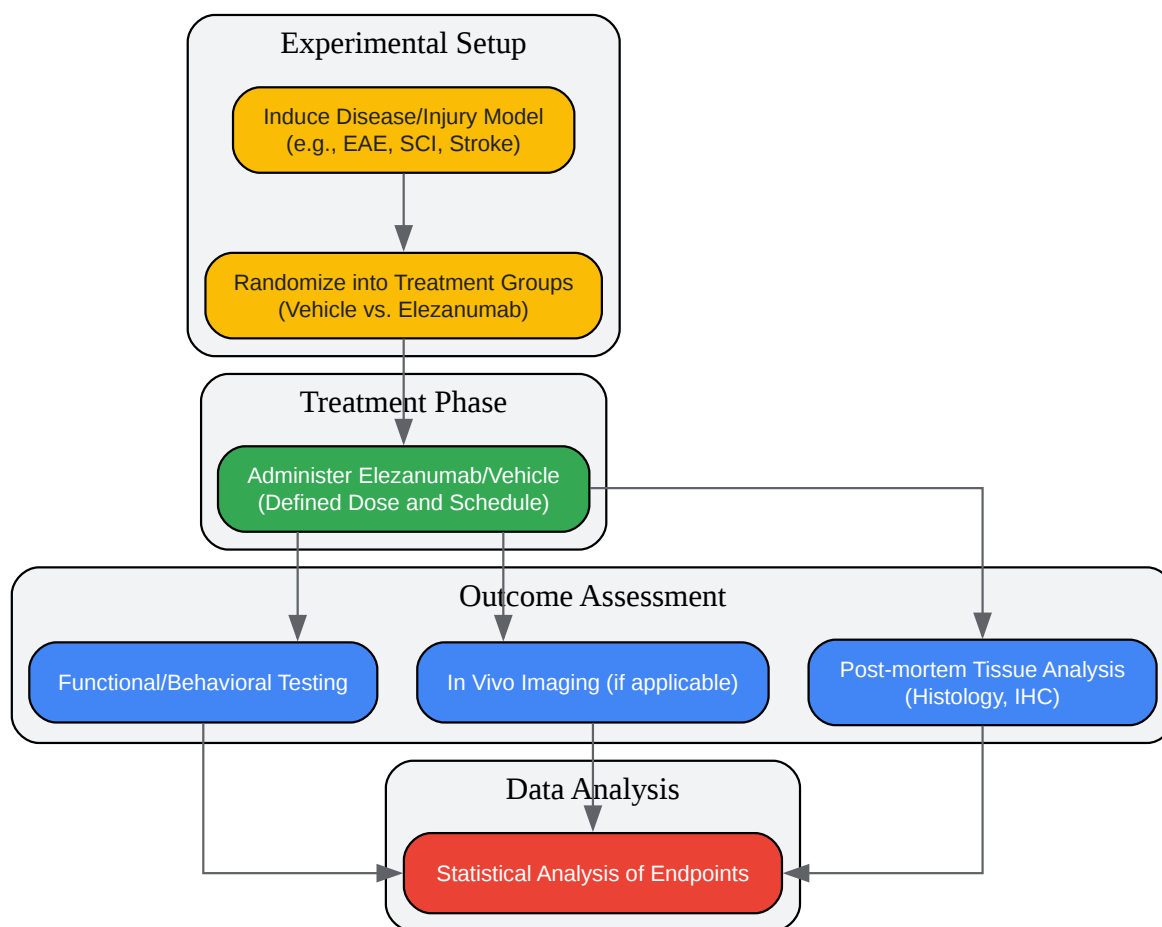 Experimental Setup
Induce Disease/Injury Model
(e.g., EAE, SCI, Stroke)
Randomize into Treatment Groups
(Vehicle vs. Elezanumab)
Treatment Phase
Administer Elezanumab/Vehicle
(Defined Dose and Schedule)
Outcome Assessment
Functional/Behavioral Testing
In Vivo Imaging (if applicable)
Post-mortem Tissue Analysis
(Histology, IHC)
Data Analysis
Statistical Analysis of Endpoints